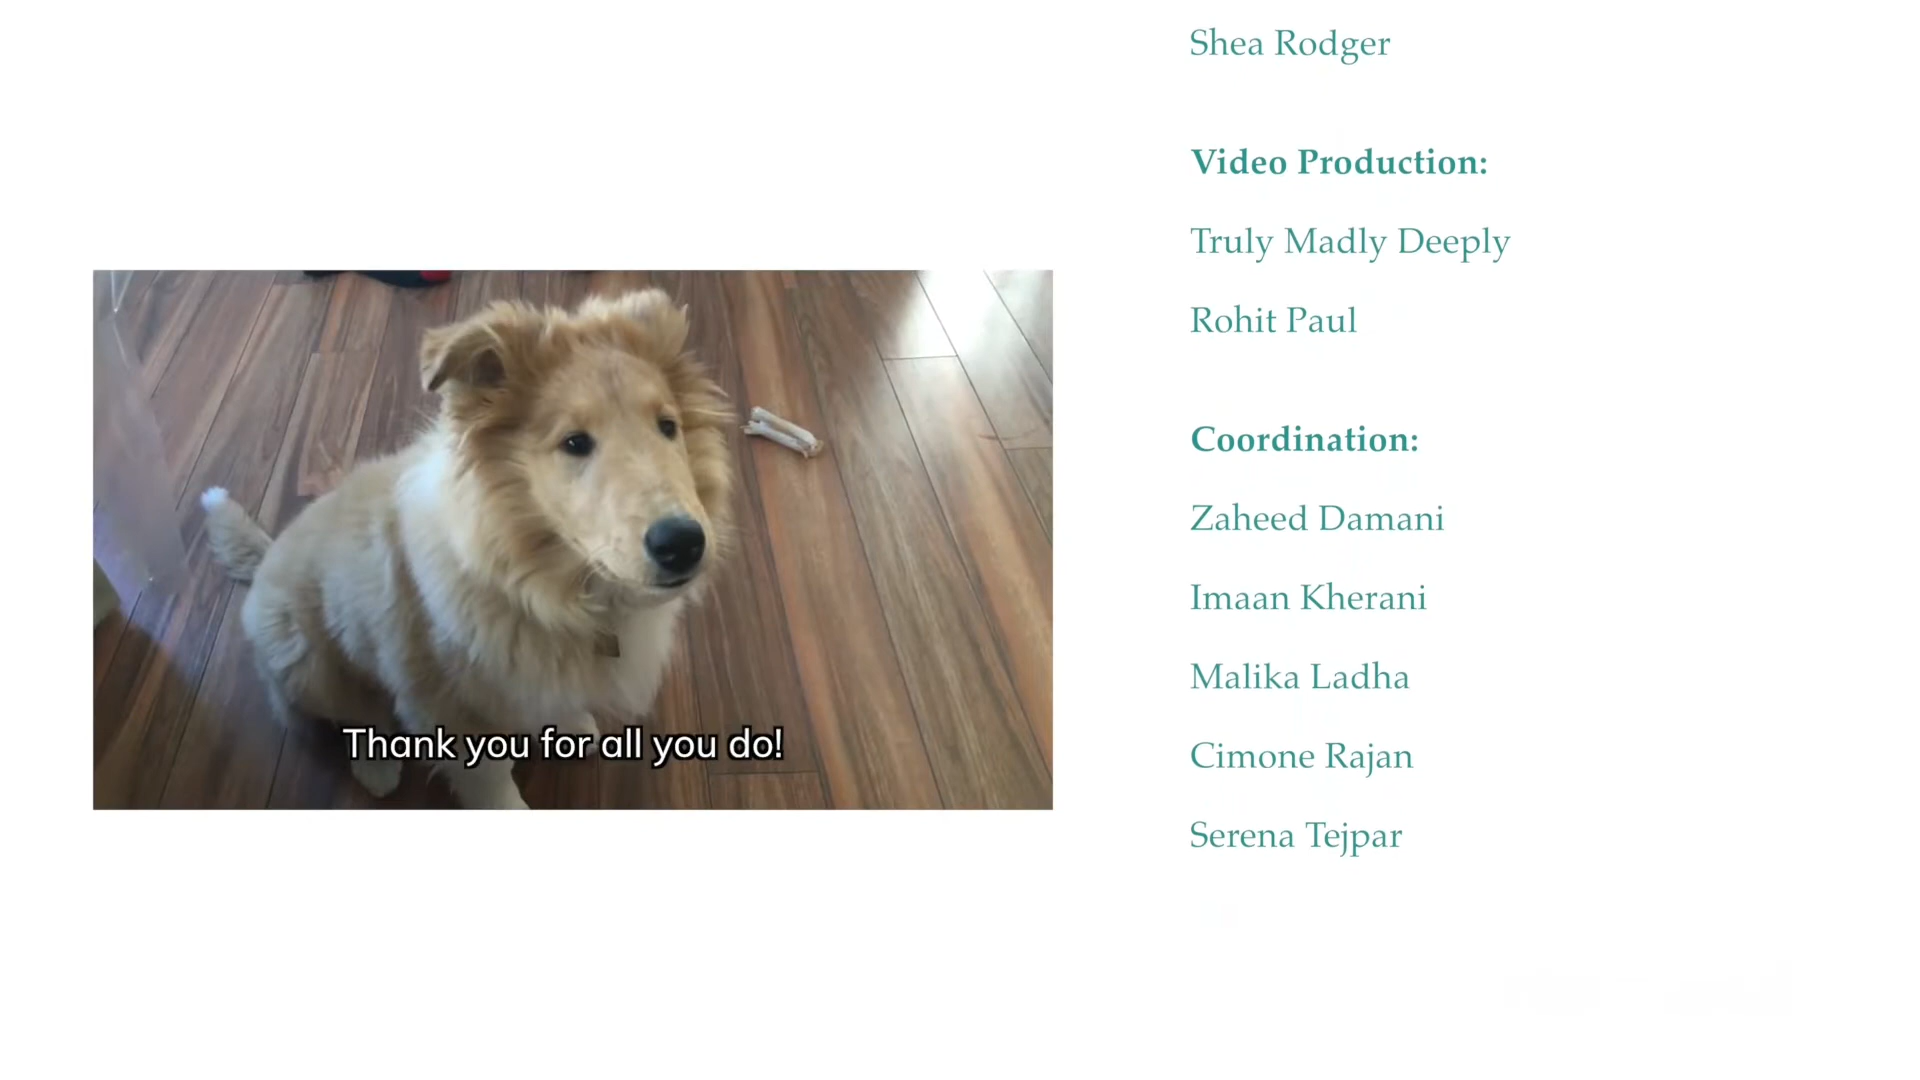 Thank you for all you do!
Shea Rodger
Video Production:
Truly Madly Deeply
Rohit Paul
Coordination:
Zaheed Damani
Imaan Kherani
Malika Ladha
Cimone Rajan
Serena Tejpar